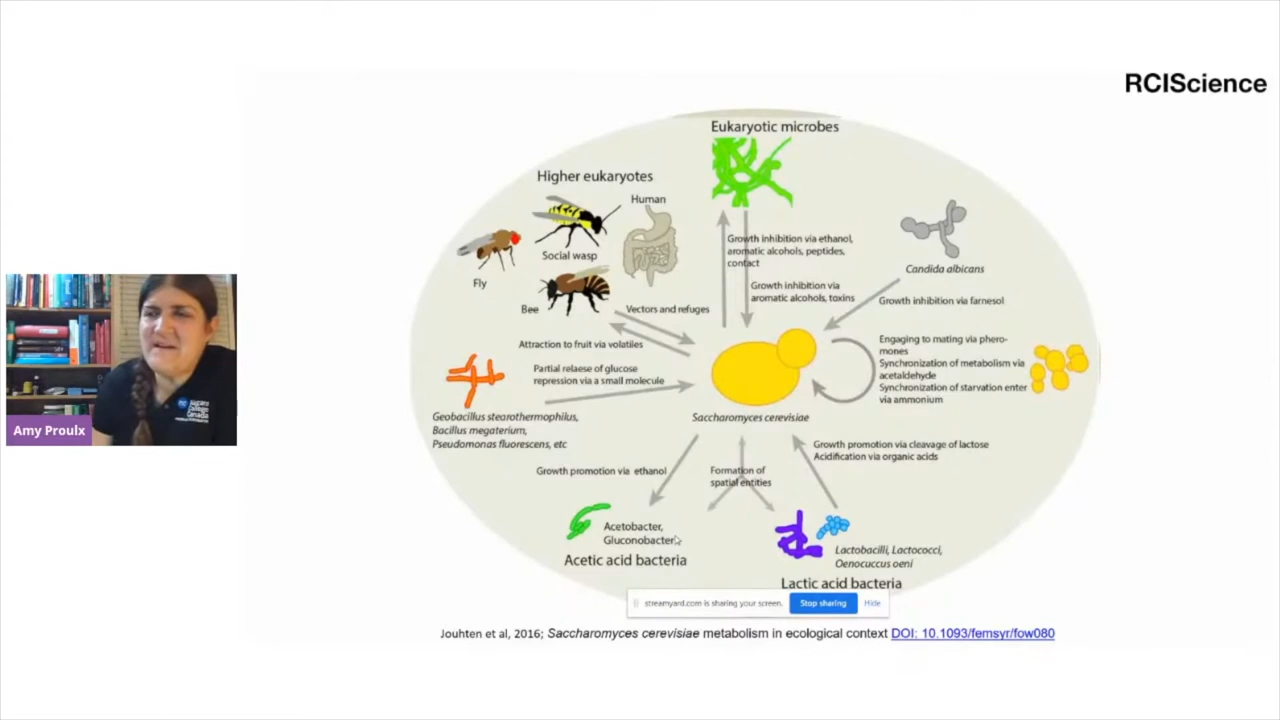 RCIScience
Eukaryotic microbes
Higher eukaryotes
Human
Social wasp
Fly
Bee
Vectors and refuges
Growth inhibition via ethanol,
aromatic alcohols, peptides,
contact
Growth inhibition via
aromatic alcohols, toxins
Candida albicans
Growth inhibition via farnesol
Attraction to fruit via volatiles
Partial relaese of glucose
repression via a small molecule
Geobacillus stearothermophilus,
Bacillus megaterium,
Pseudomonas fluorescens, etc
Saccharomyces cerevisiae
Engaging to mating via phero-
mones
Synchronization of metabolism via
acetaldehyde
Synchronization of starvation enter
via ammonium
Growth promotion via ethanol
Formation of
spatial entities
Growth promotion via cleavage of lactose
Acidification via organic acids
Acetobacter,
Gluconobacter
Acetic acid bacteria
Lactobacilli, Lactococci,
Oenocuccus oeni
Lactic acid bacteria
streamyard.com is sharing your screen.
Stop sharing
Hide
Jouhten et al, 2016; Saccharomyces cerevisiae metabolism in ecological context DOI: 10.1093/femsyr/fow080
Amy Proulx
Niagara
College
Canada